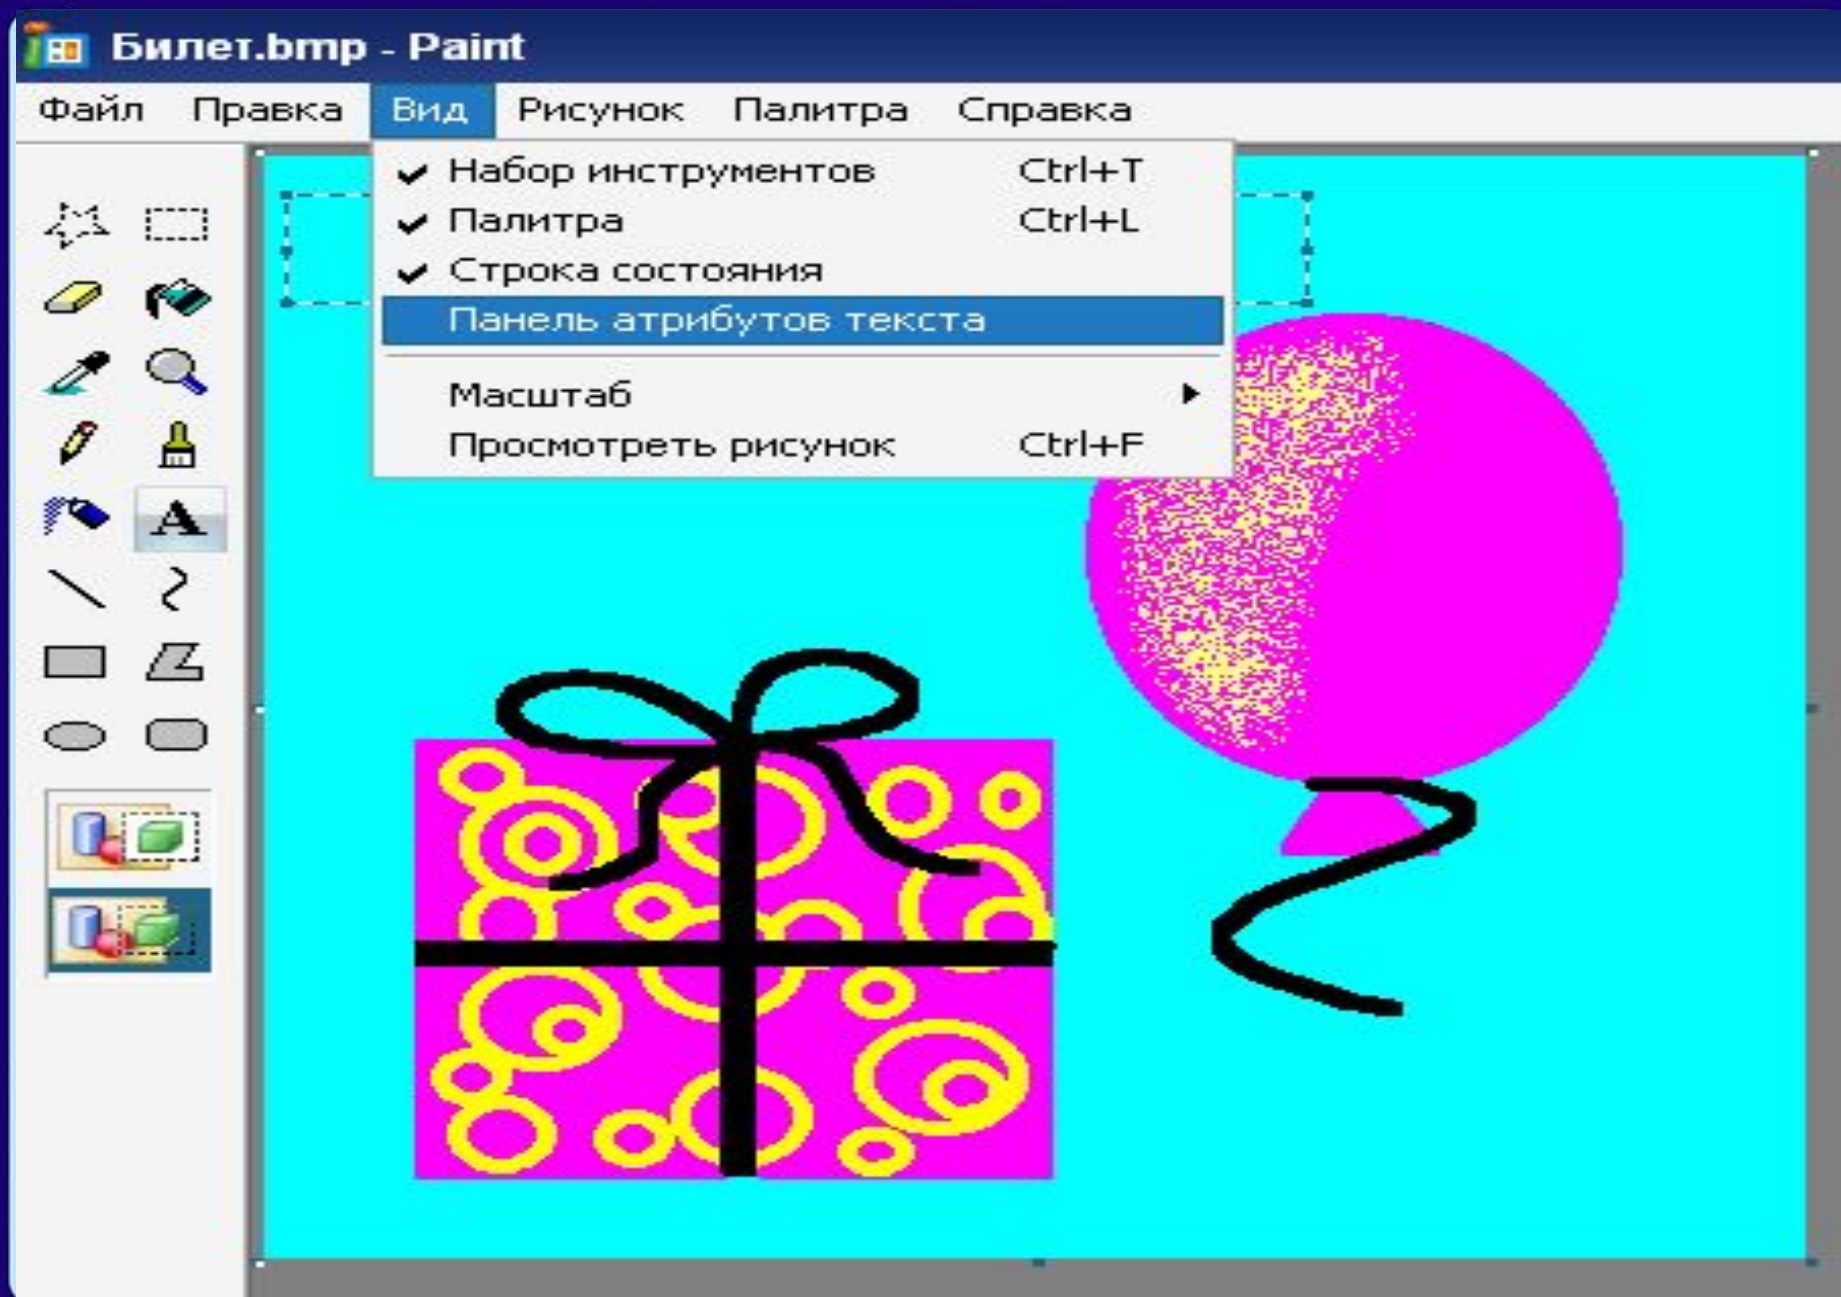 Билет.bmp - Paint
Файл Правка Вид Рисунок Палитра Справка
Набор инструментов Ctrl+T
Палитра Ctrl+L
Строка состояния
Панель атрибутов текста
Масштаб
Просмотреть рисунок Ctrl+F
A